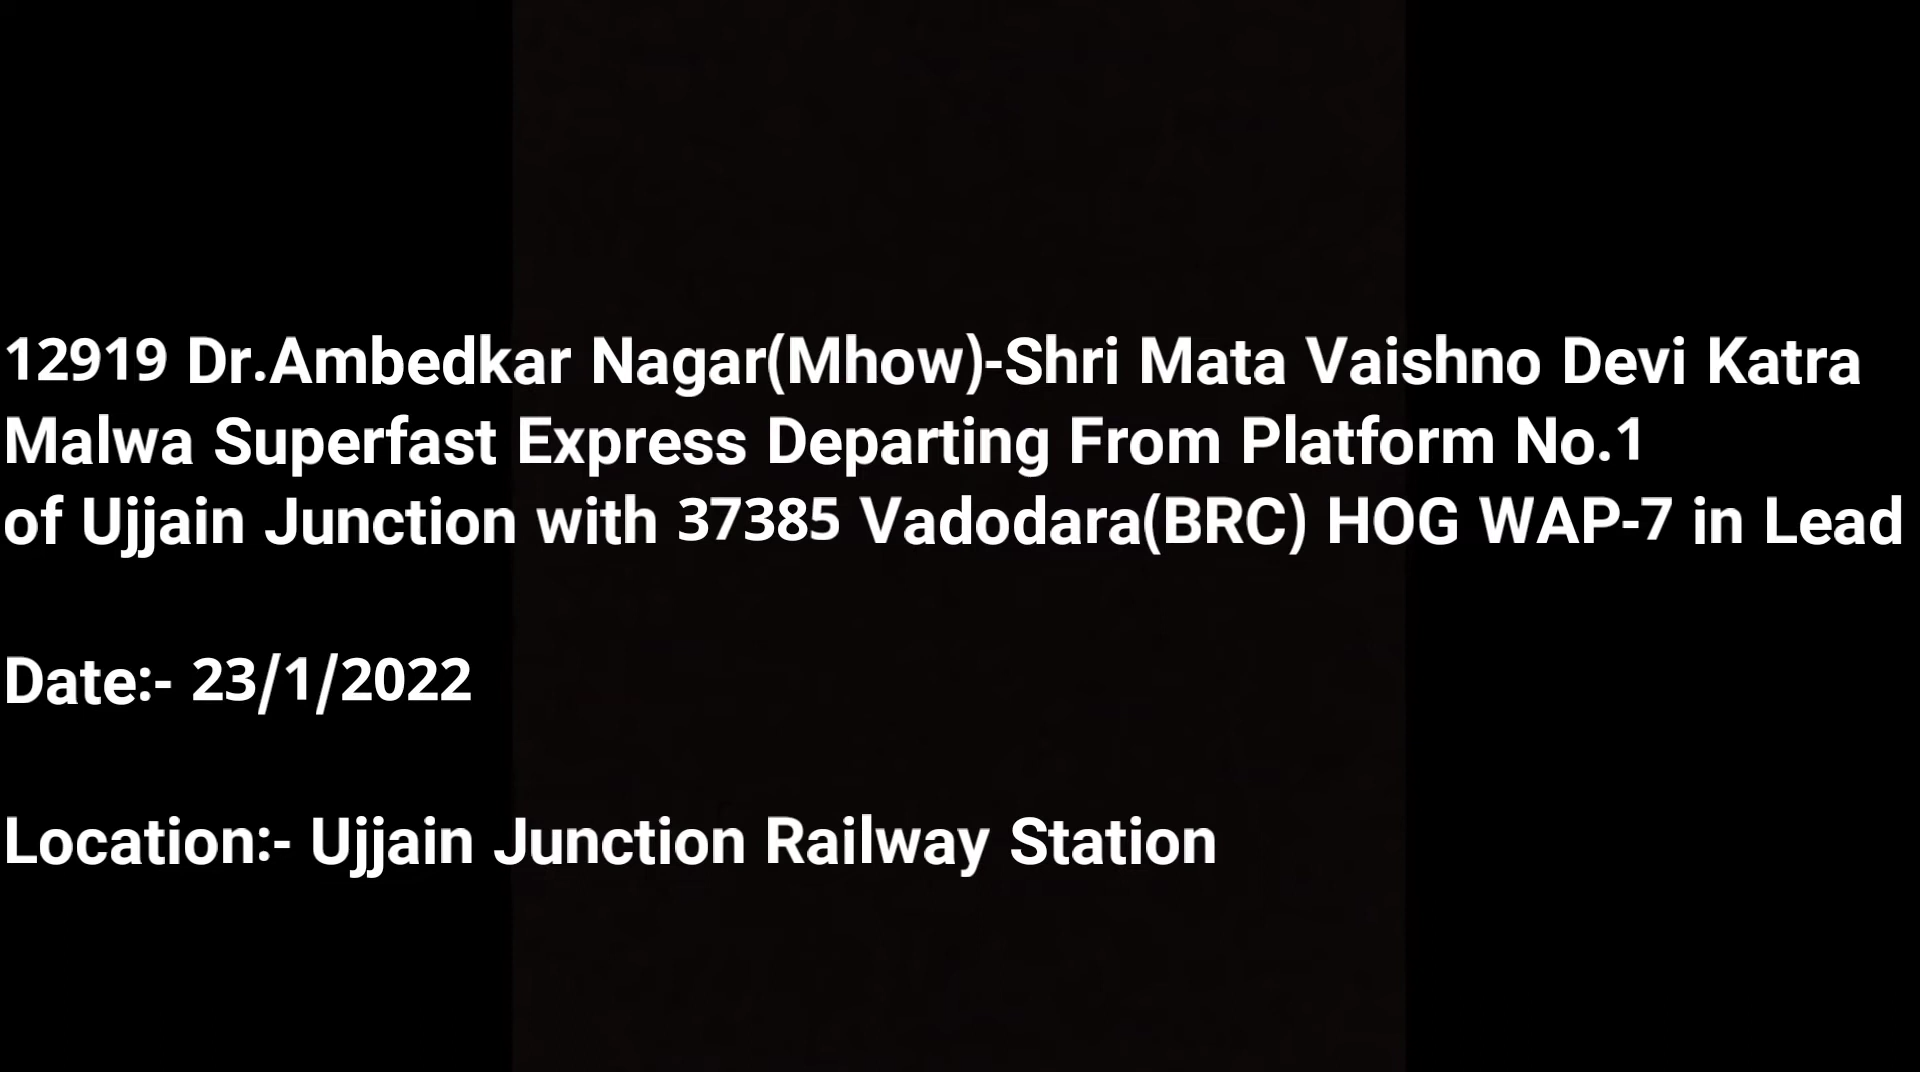 12919 Dr.Ambedkar Nagar(Mhow)-Shri Mata Vaishno Devi Katra
Malwa Superfast Express Departing From Platform No.1
of Ujjain Junction with 37385 Vadodara(BRC) HOG WAP-7 in Lead
Date:- 23/1/2022
Location:- Ujjain Junction Railway Station